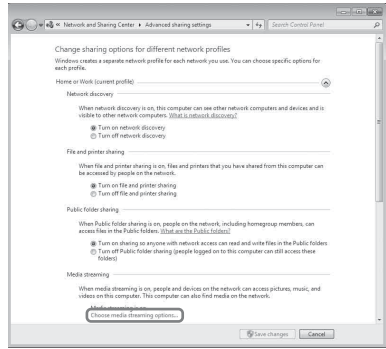 « Network and Sharing Center ▸ Advanced sharing settings
Search Control Panel
Change sharing options for different network profiles
Windows creates a separate network profile for each network you use. You can choose specific options for
each profile.
Home or Work (current profile)
Network discovery
When network discovery is on, this computer can see other network computers and devices and is
visible to other network computers. What is network discovery?
Turn on network discovery
Turn off network discovery
File and printer sharing
When file and printer sharing is on, files and printers that you have shared from this computer can
be accessed by people on the network.
Turn on file and printer sharing
Turn off file and printer sharing
Public folder sharing
When Public folder sharing is on, people on the network, including homegroup members, can
access files in the Public folders. What are the Public folders?
Turn on sharing so anyone with network access can read and write files in the Public folders
Turn off Public folder sharing (people logged on to this computer can still access these
folders)
Media streaming
When media streaming is on, people and devices on the network can access pictures, music, and
videos on this computer. This computer can also find media on the network.
Media streaming is on.
Choose media streaming options...
Save changes
Cancel